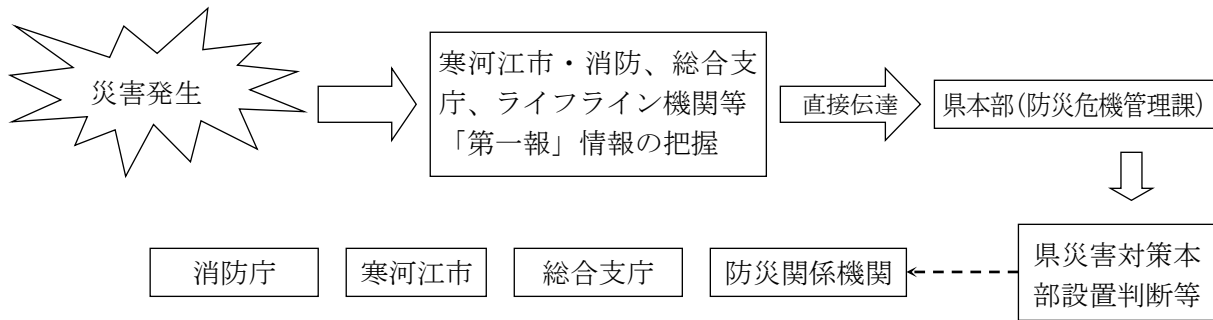 災害発生
寒河江市・消防、総合支
庁、ライフライン機関等
「第一報」情報の把握
直接伝達
県本部(防災危機管理課)
消防庁
寒河江市
総合支庁
防災関係機関
県災害対策本
部設置判断等